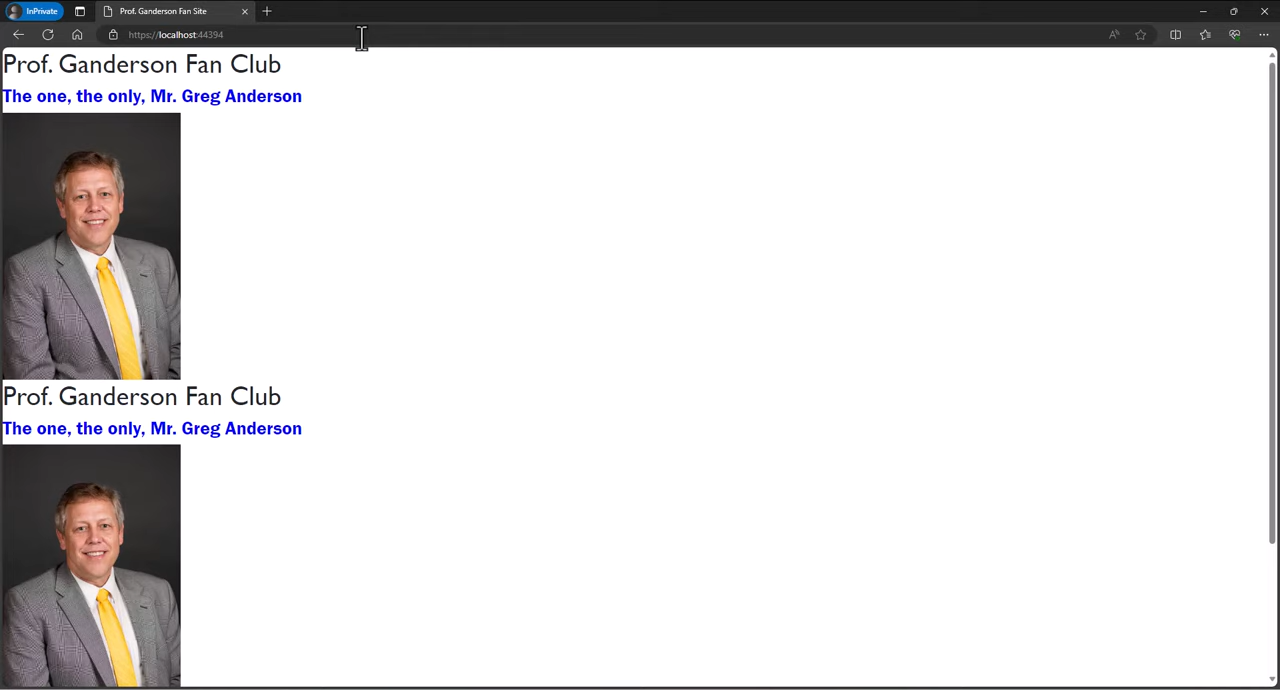 InPrivate
Prof. Ganderson Fan Site
https://localhost:44394
Prof. Ganderson Fan Club
The one, the only, Mr. Greg Anderson
Prof. Ganderson Fan Club
The one, the only, Mr. Greg Anderson